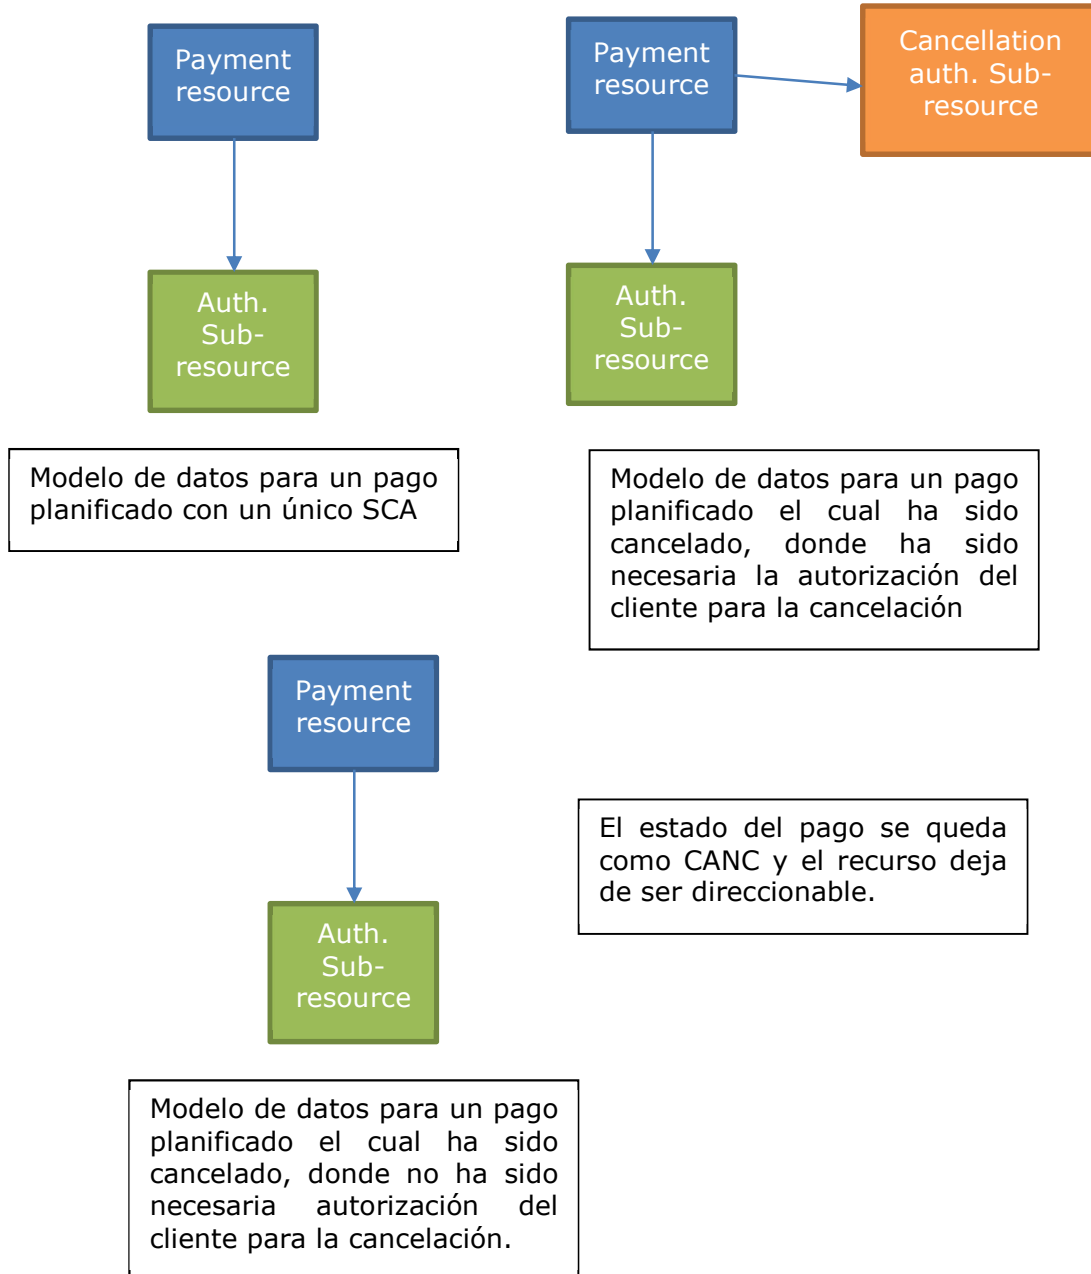 Payment
resource
Auth.
Sub-
resource
Modelo de datos para un pago
planificado con un único SCA
Payment
resource
Cancellation
auth. Sub-
resource
Auth.
Sub-
resource
Modelo de datos para un pago
planificado el cual ha sido
cancelado, donde ha sido
necesaria la autorización del
cliente para la cancelación
Payment
resource
Auth.
Sub-
resource
El estado del pago se queda
como CANC y el recurso deja
de ser direccionable.
Modelo de datos para un pago
planificado el cual ha sido
cancelado, donde no ha sido
necesaria autorización del
cliente para la cancelación.